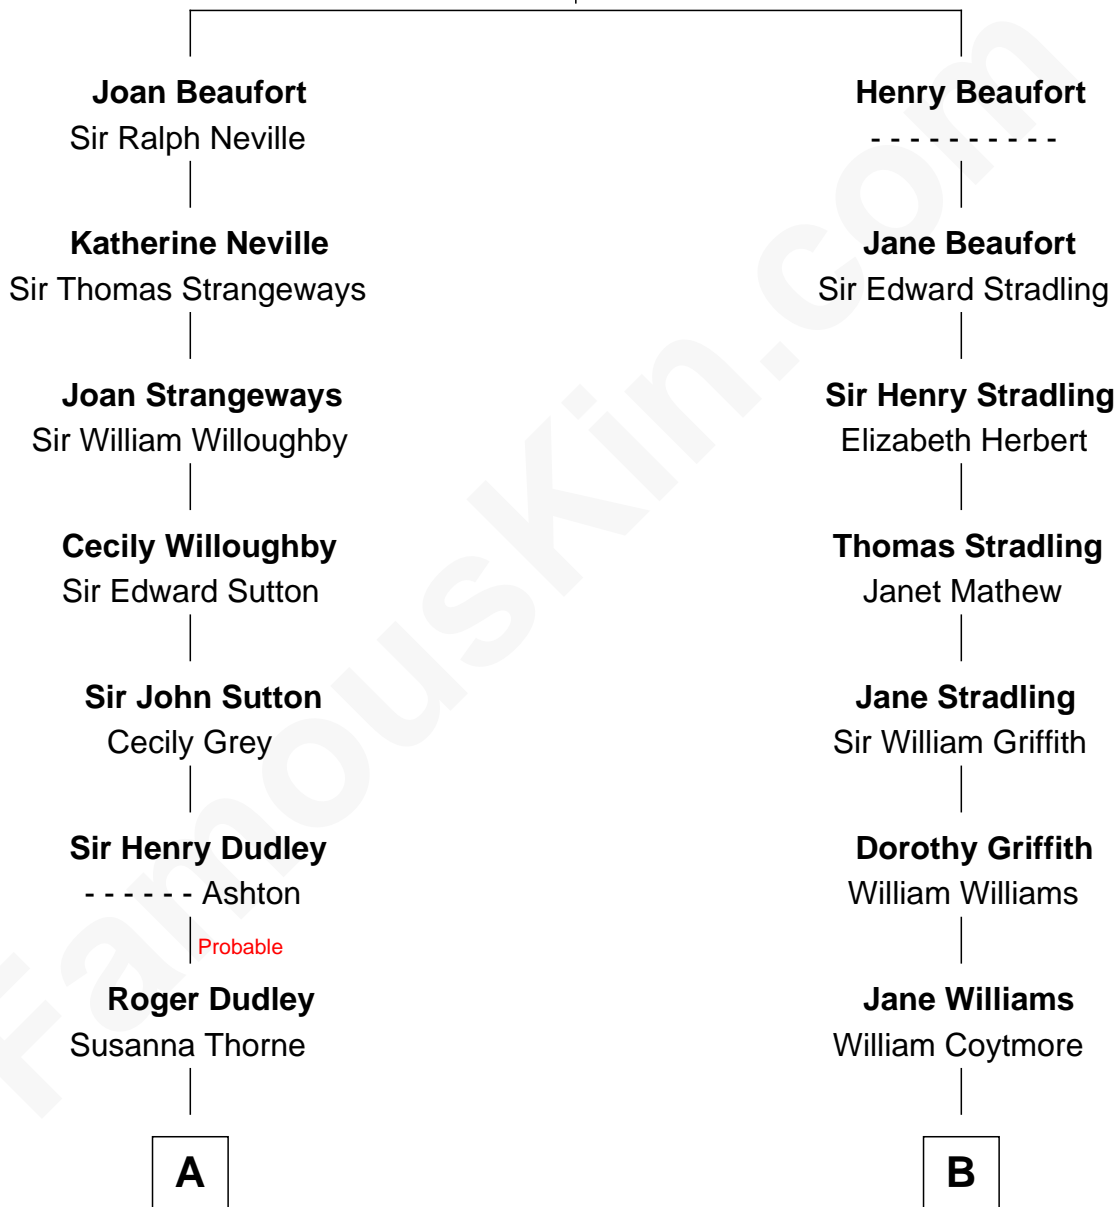 Joan Beaufort
Sir Ralph Neville
Katherine Neville
Sir Thomas Strangeways
Joan Strangeways
Sir William Willoughby
Cecily Willoughby
Sir Edward Sutton
Sir John Sutton
Cecily Grey
Sir Henry Dudley
- - - - - - Ashton
Probable
Roger Dudley
Susanna Thorne
A
Henry Beaufort
- - - - - - - - - -
Jane Beaufort
Sir Edward Stradling
Sir Henry Stradling
Elizabeth Herbert
Thomas Stradling
Janet Mathew
Jane Stradling
Sir William Griffith
Dorothy Griffith
William Williams
Jane Williams
William Coytmore
B
FamousKin.com